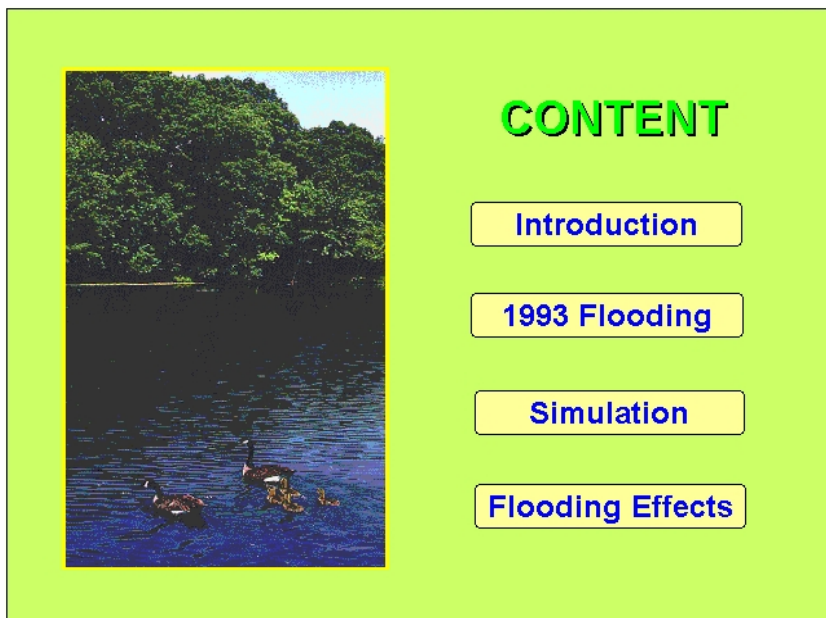 CONTENT
Introduction
1993 Flooding
Simulation
Flooding Effects